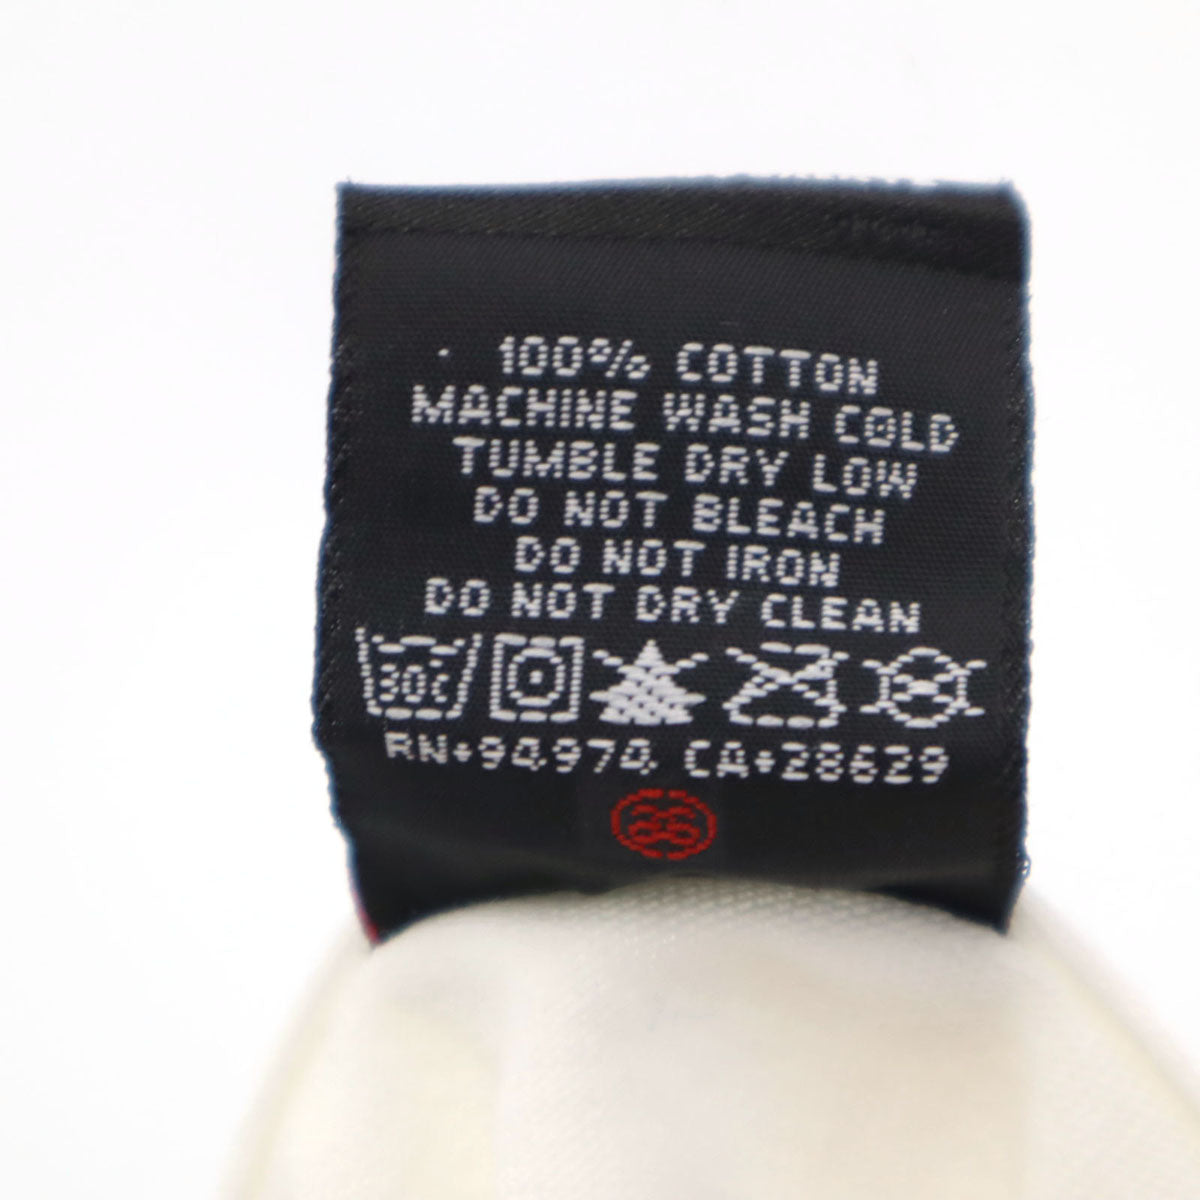 100% COTTON
MACHINE WASH COLD
TUMBLE DRY LOW
DO NOT BLEACH
DO NOT IRON
DO NOT DRY CLEAN
30c
RN+94974 CA+28629